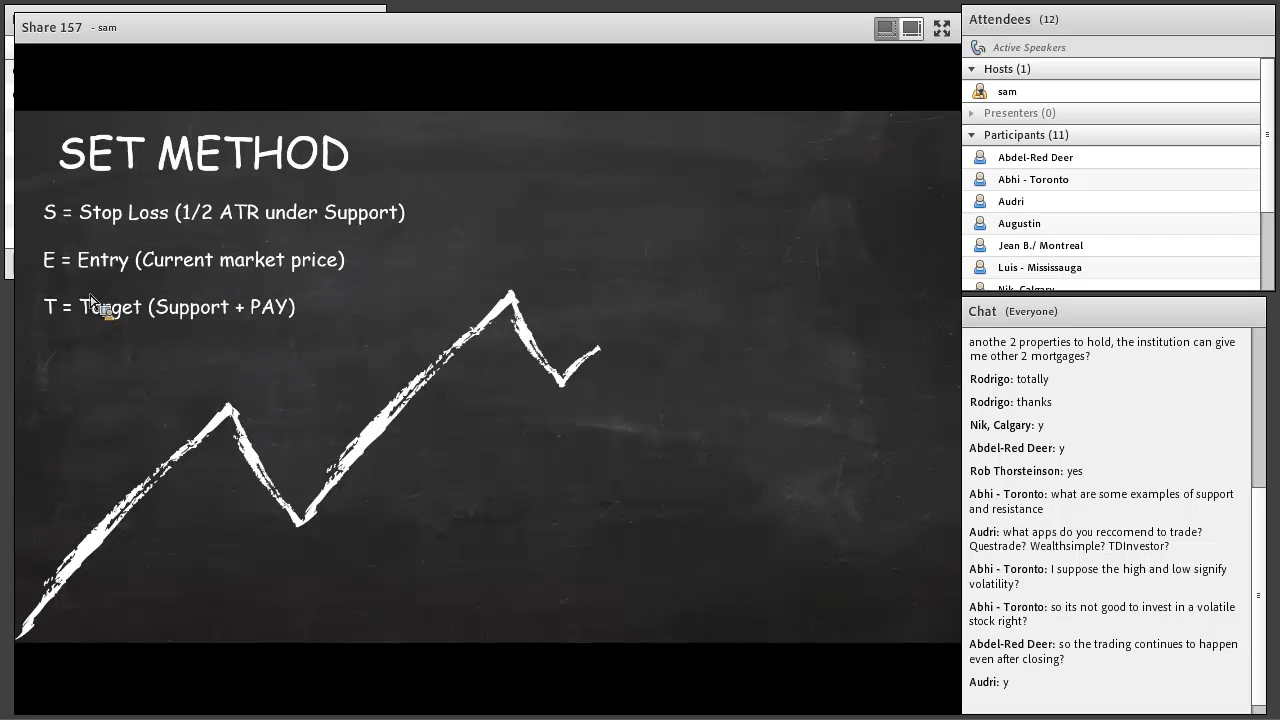 Share 157 - sam
SET METHOD
S = Stop Loss (1/2 ATR under Support)
E = Entry (Current market price)
T = Target (Support + PAY)
Attendees (12)
Active Speakers
Hosts (1)
sam
Presenters (0)
Participants (11)
Abdel-Red Deer
Abhi - Toronto
Audri
Augustin
Jean B./ Montreal
Luis - Mississauga
Nik, Calgary
Chat (Everyone)
anothe 2 properties to hold, the institution can give
me other 2 mortgages?
Rodrigo: totally
Rodrigo: thanks
Nik, Calgary: y
Abdel-Red Deer: y
Rob Thorsteinson: yes
Abhi - Toronto: what are some examples of support
and resistance
Audri: what apps do you reccomend to trade?
Questrade? Wealthsimple? TDInvestor?
Abhi - Toronto: I suppose the high and low signify
volatility?
Abhi - Toronto: so its not good to invest in a volatile
stock right?
Abdel-Red Deer: so the trading continues to happen
even after closing?
Audri: y